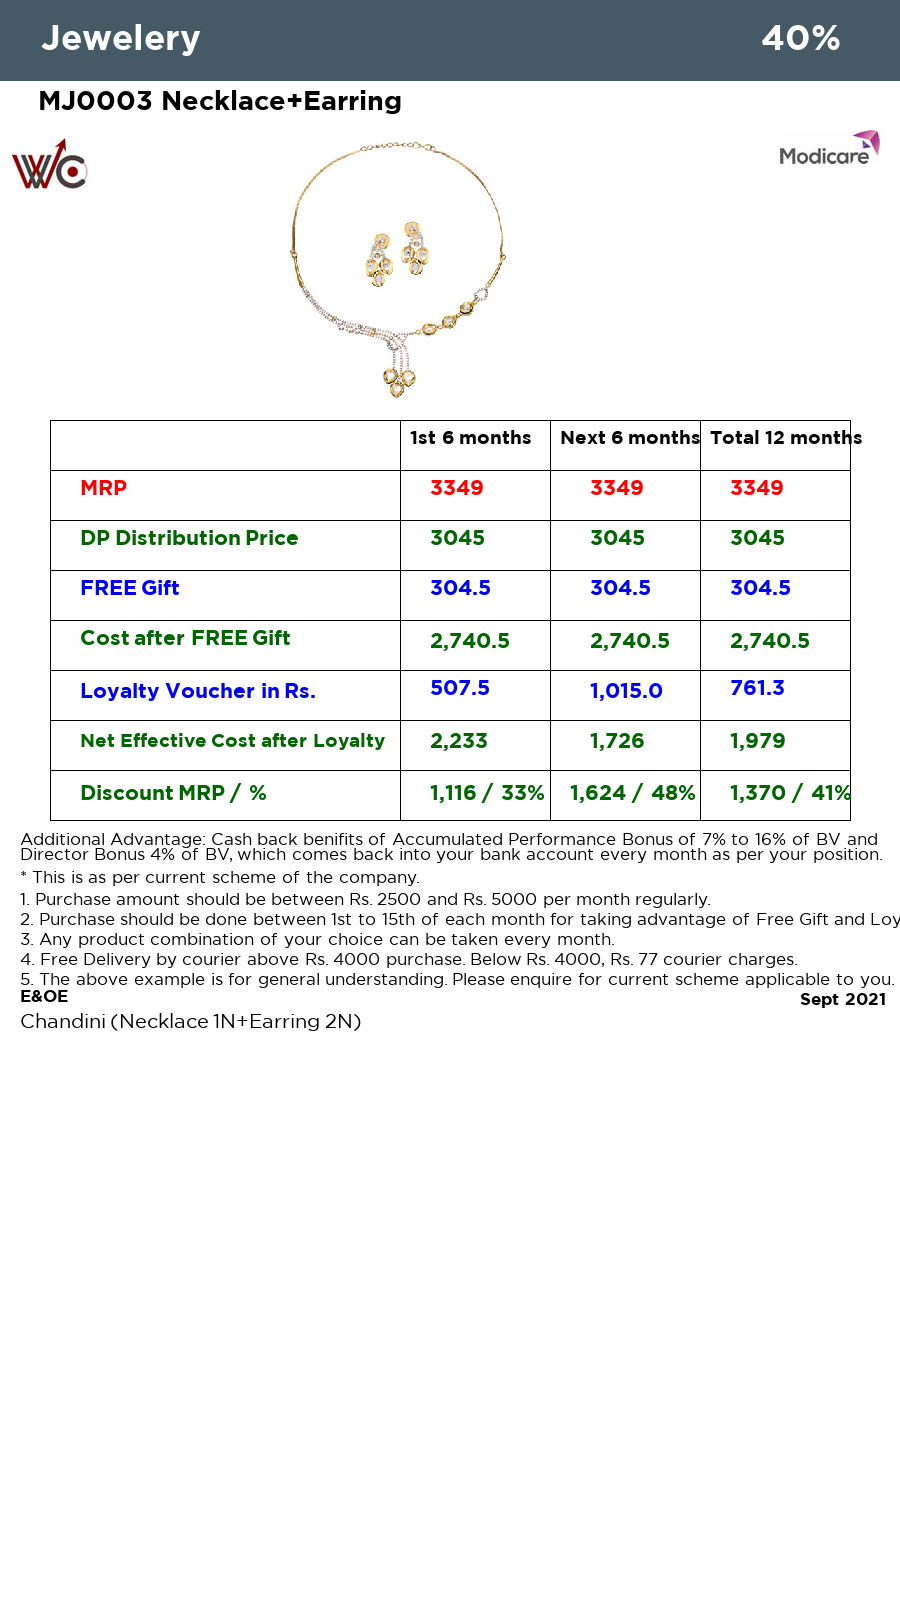 Jewelery 40%
MJ0003 Necklace+Earring
WC
Modicare
1st 6 months Next 6 months Total 12 months
MRP 3349 3349 3349
DP Distribution Price 3045 3045 3045
FREE Gift 304.5 304.5 304.5
Cost after FREE Gift 2,740.5 2,740.5 2,740.5
Loyalty Voucher in Rs. 507.5 1,015.0 761.3
Net Effective Cost after Loyalty 2,233 1,726 1,979
Discount MRP / % 1,116 / 33% 1,624 / 48% 1,370 / 41%
Additional Advantage: Cash back benifits of Accumulated Performance Bonus of 7% to 16% of BV and
Director Bonus 4% of BV, which comes back into your bank account every month as per your position.
* This is as per current scheme of the company.
1. Purchase amount should be between Rs. 2500 and Rs. 5000 per month regularly.
2. Purchase should be done between 1st to 15th of each month for taking advantage of Free Gift and Loy
3. Any product combination of your choice can be taken every month.
4. Free Delivery by courier above Rs. 4000 purchase. Below Rs. 4000, Rs. 77 courier charges.
5. The above example is for general understanding. Please enquire for current scheme applicable to you.
E&OE Sept 2021
Chandini (Necklace 1N+Earring 2N)